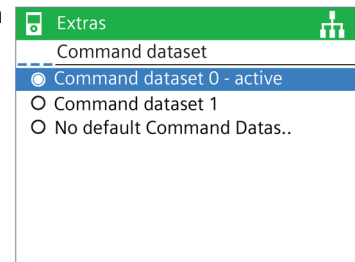 Extras
Command dataset
Command dataset 0 - active
Command dataset 1
No default Command Datas..